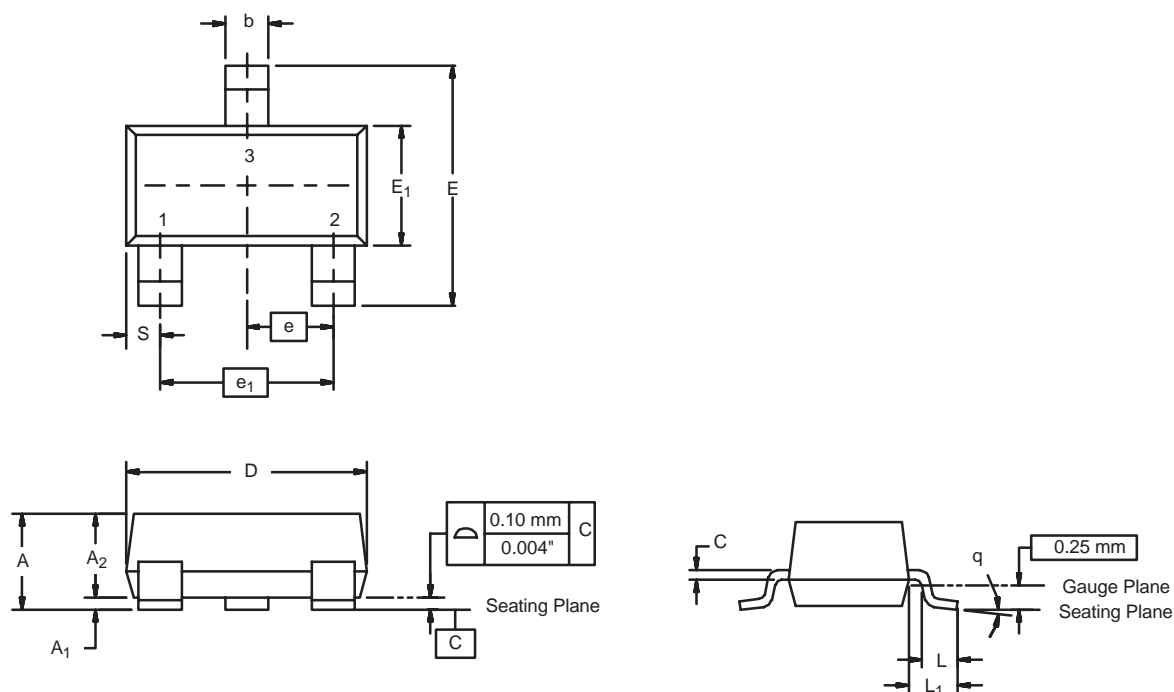 b
3
E₁
E
1
2
S
e
e₁
D
A
A₂
0.10 mm
C
0.004"
Seating Plane
A₁
C
C
q
0.25 mm
Gauge Plane
Seating Plane
L
L₁